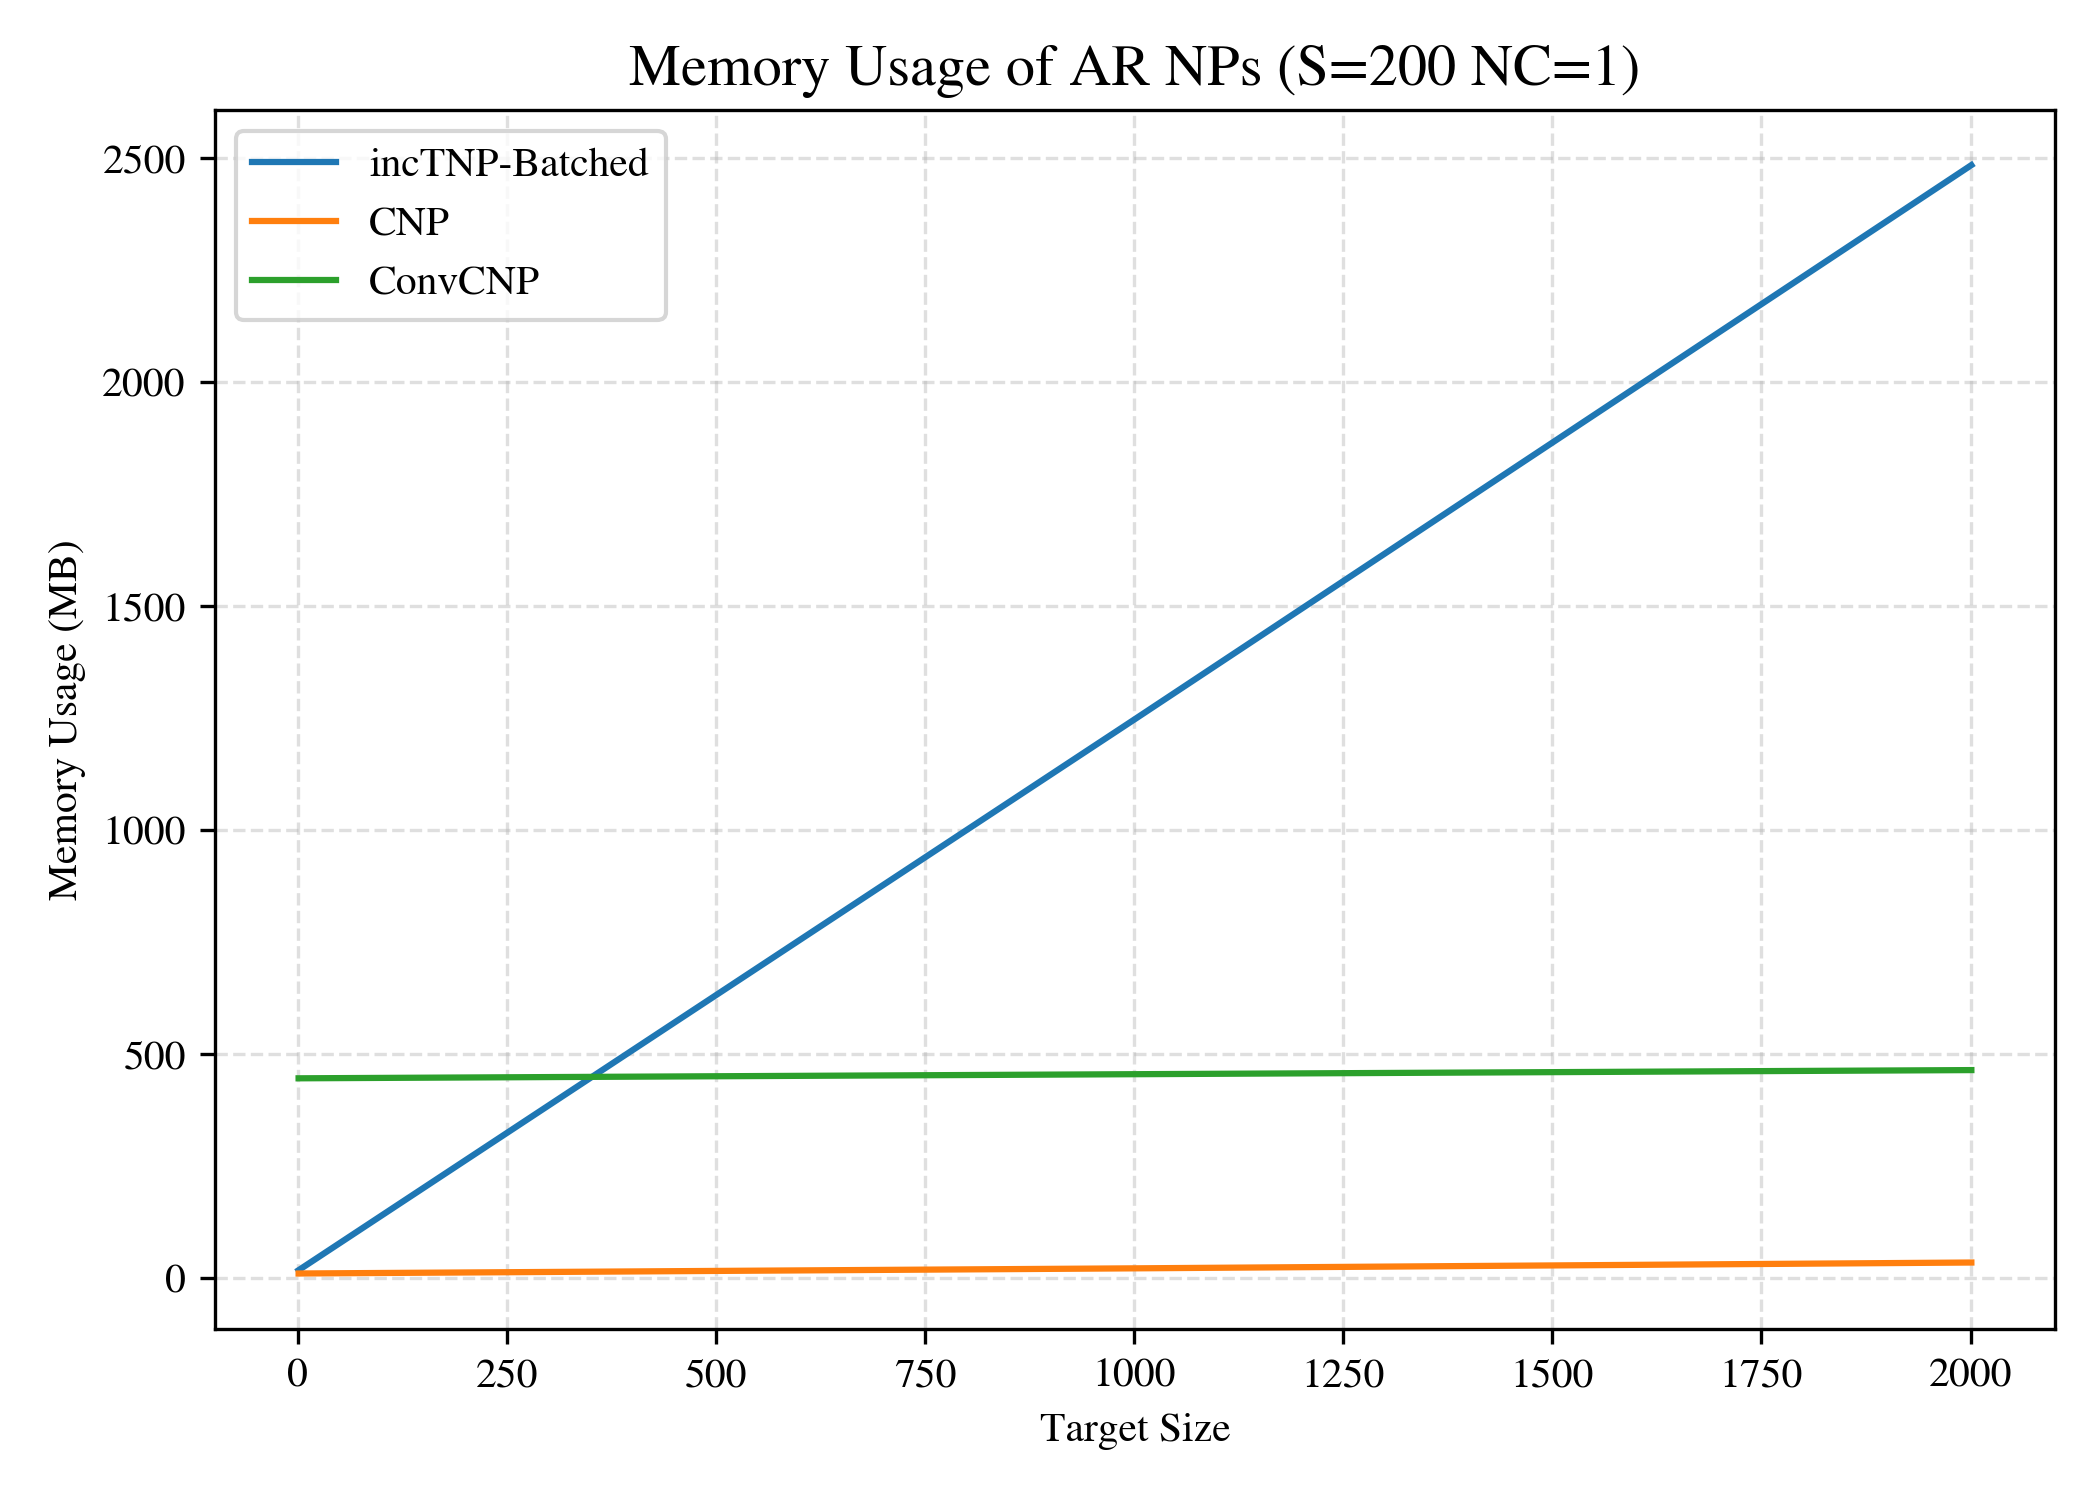 Memory Usage of AR NPs (S=200 NC=1)
incTNP-Batched
CNP
ConvCNP
Memory Usage (MB)
2500
2000
1500
1000
500
0
0 250 500 750 1000 1250 1500 1750 2000
Target Size